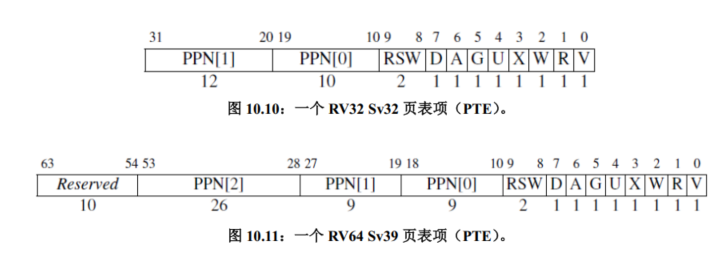 31 20 19 10 9 8 7 6 5 4 3 2 1 0
PPN[1] PPN[0] RSW D A G U X W R V
12 10 2 1 1 1 1 1 1 1 1
图 10.10：一个 RV32 Sv32 页表项（PTE）。
63 54 53 28 27 19 18 10 9 8 7 6 5 4 3 2 1 0
Reserved PPN[2] PPN[1] PPN[0] RSW D A G U X W R V
10 26 9 9 2 1 1 1 1 1 1 1 1
图 10.11：一个 RV64 Sv39 页表项（PTE）。